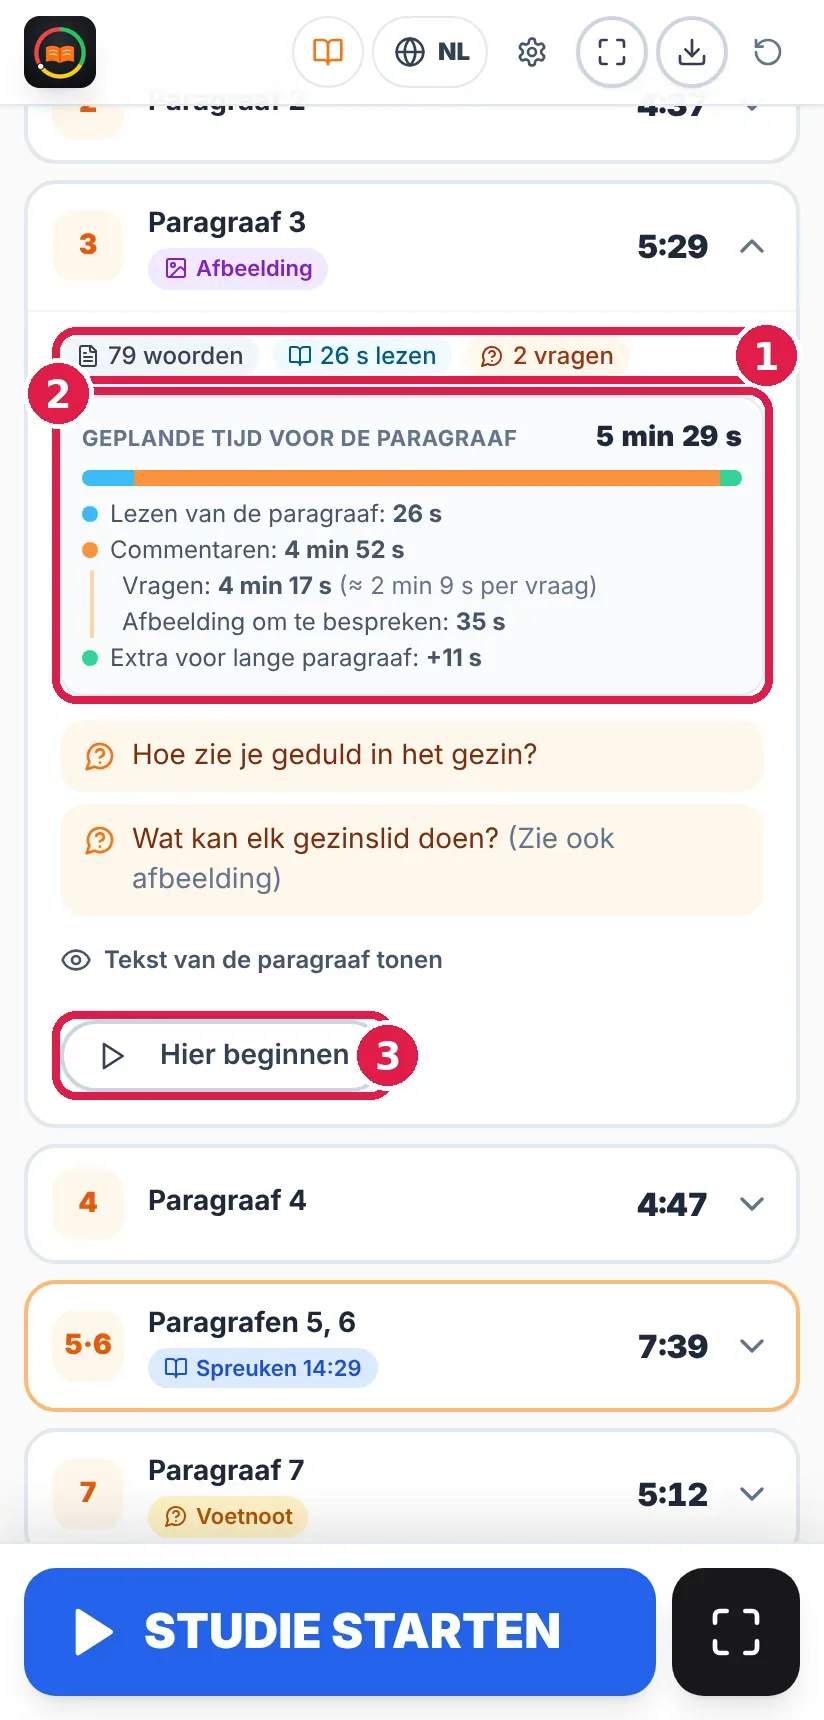 NL
2 Paragraaf 2 4:37
3 Paragraaf 3 5:29
Afbeelding
79 woorden 26 s lezen 2 vragen 1
2
GEPLANDE TIJD VOOR DE PARAGRAAF 5 min 29 s
Lezen van de paragraaf: 26 s
Commentaren: 4 min 52 s
Vragen: 4 min 17 s (≈ 2 min 9 s per vraag)
Afbeelding om te bespreken: 35 s
Extra voor lange paragraaf: +11 s
Hoe zie je geduld in het gezin?
Wat kan elk gezinslid doen? (Zie ook
afbeelding)
Tekst van de paragraaf tonen
Hier beginnen 3
4 Paragraaf 4 4:47
5·6 Paragrafen 5, 6 7:39
Spreuken 14:29
7 Paragraaf 7 5:12
Voetnoot
STUDIE STARTEN